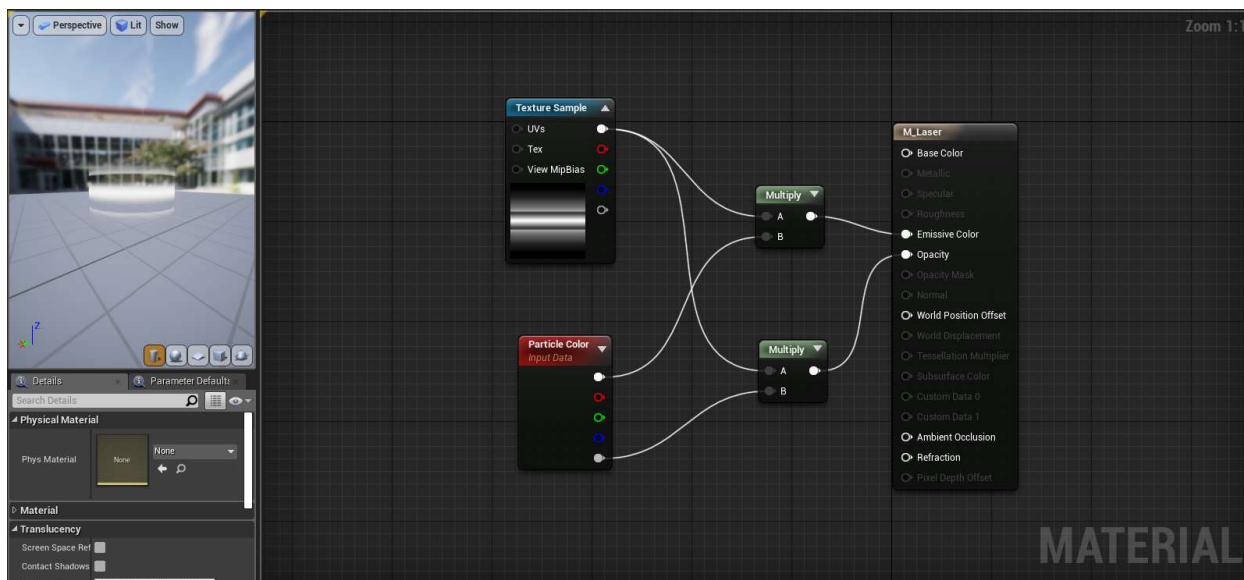 Perspective
Lit
Show
Zoom 1:1
Texture Sample
UVs
Tex
View MipBias
Particle Color
Input Data
Multiply
A
B
Multiply
A
B
M_Laser
Base Color
Metallic
Specular
Roughness
Emissive Color
Opacity
Opacity Mask
Normal
World Position Offset
World Displacement
Tessellation Multiplier
Subsurface Color
Custom Data 0
Custom Data 1
Ambient Occlusion
Refraction
Pixel Depth Offset
Z
Details
Parameter Defaults
Search Details
Physical Material
Phys Material
None
None
Material
Translucency
Screen Space Ref
Contact Shadows
MATERIAL